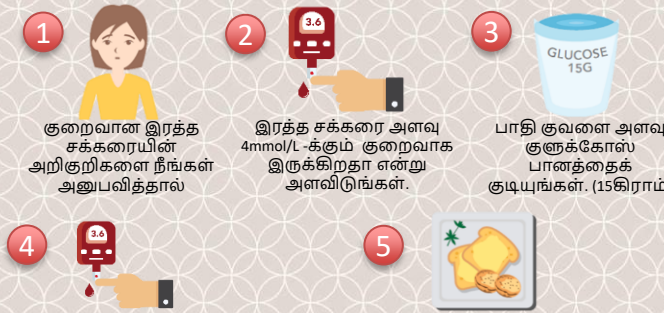 1
குறைவான இரத்த
சக்கரையின்
அறிகுறிகளை நீங்கள்
அனுபவித்தால்
2
3.6
இரத்த சக்கரை அளவு
4mmol/L -க்கும் குறைவாக
இருக்கிறதா என்று
அளவிடுங்கள்.
3
GLUCOSE
15G
பாதி குவளை அளவு
குளுக்கோஸ்
பானத்தைக்
குடியுங்கள். (15கிராம்
4
3.6
5